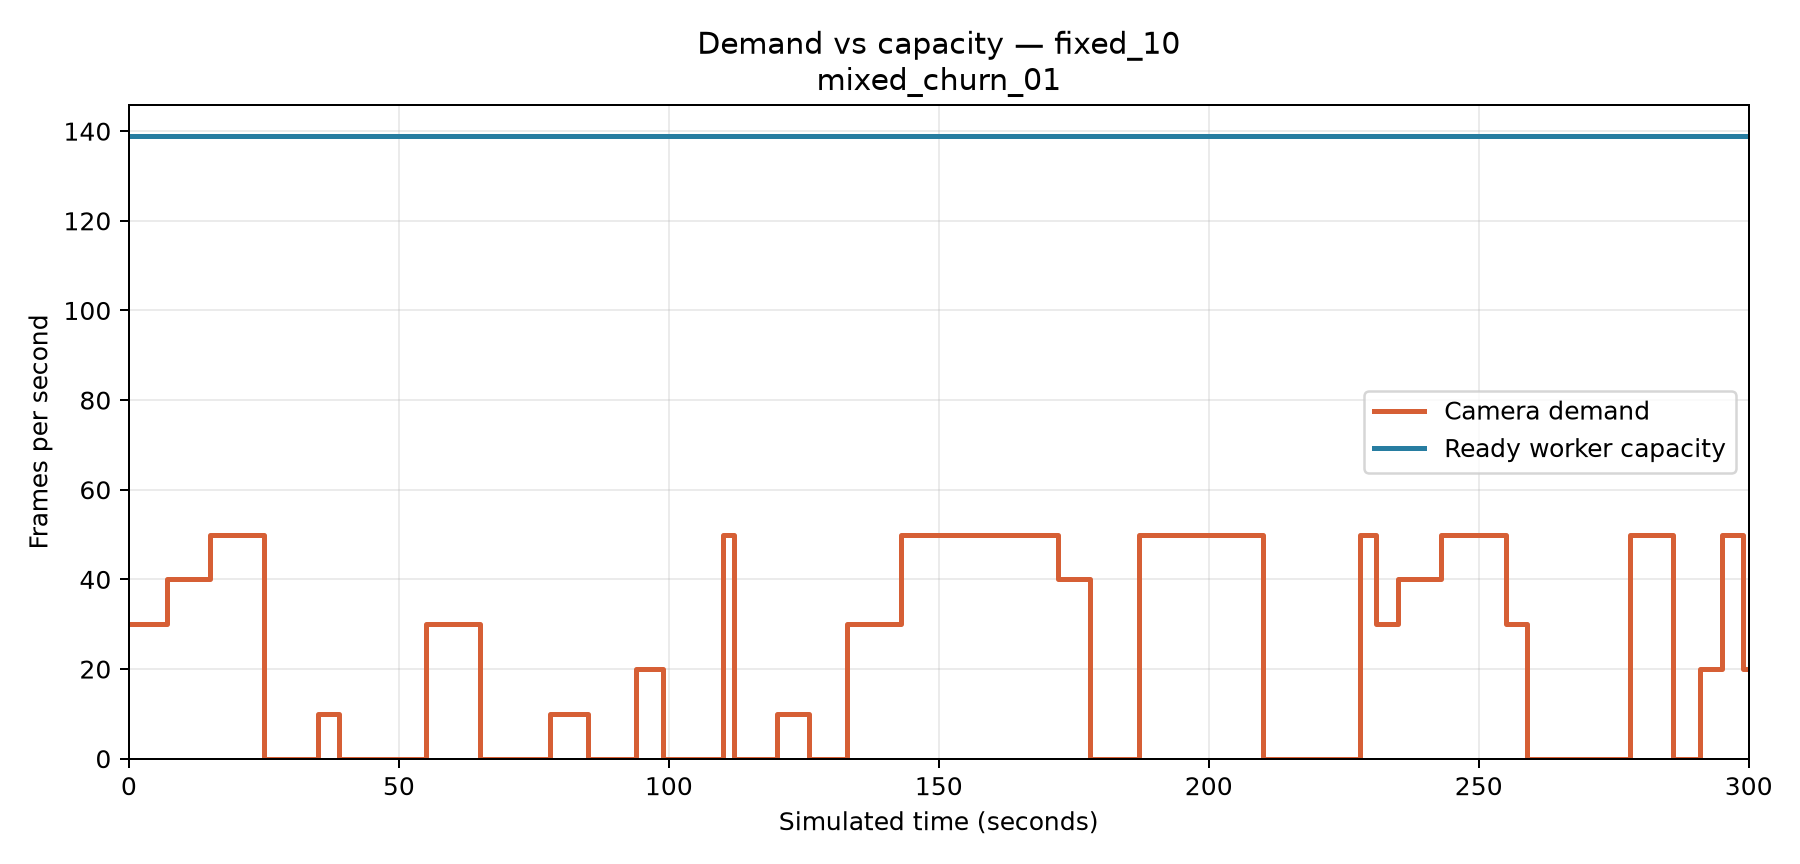 Demand vs capacity — fixed_10
mixed_churn_01
140
120
100
80
60
40
20
0
Frames per second
Camera demand
Ready worker capacity
0 50 100 150 200 250 300
Simulated time (seconds)